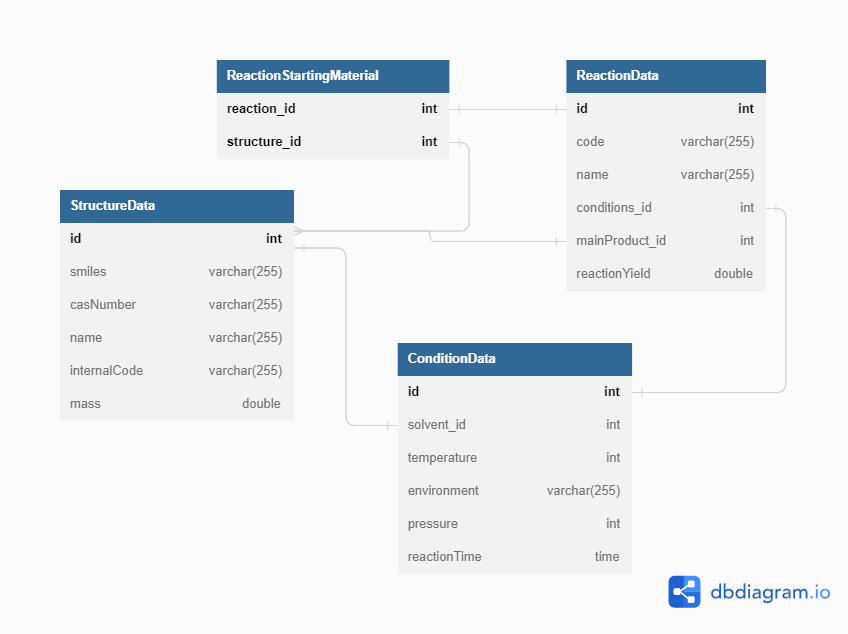 ReactionStartingMaterial
reaction_id int
structure_id int
ReactionData
id int
code varchar(255)
name varchar(255)
conditions_id int
mainProduct_id int
reactionYield double
StructureData
id int
smiles varchar(255)
casNumber varchar(255)
name varchar(255)
internalCode varchar(255)
mass double
ConditionData
id int
solvent_id int
temperature int
environment varchar(255)
pressure int
reactionTime time
dbdiagram.io